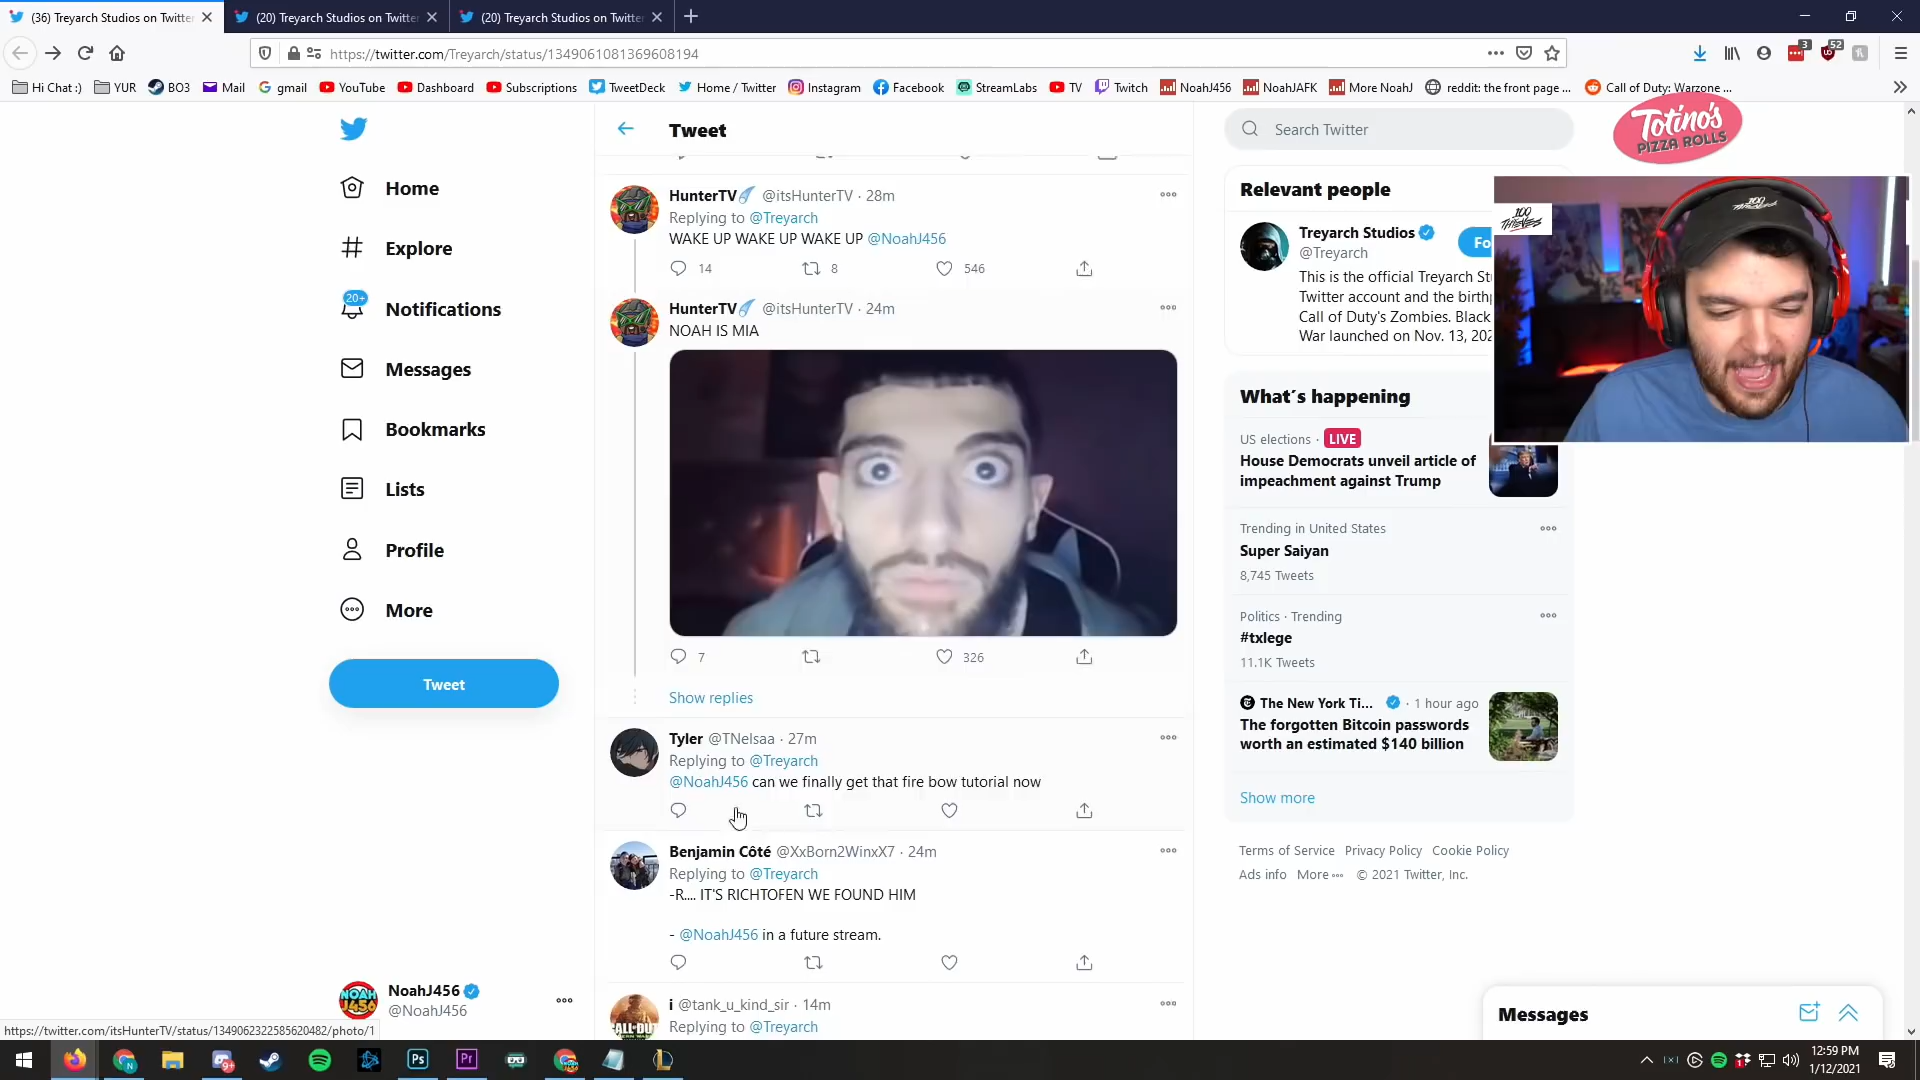 (36) Treyarch Studios on Twitte
(20) Treyarch Studios on Twitte
(20) Treyarch Studios on Twitte
https://twitter.com/Treyarch/status/1349061081369608194
3
52
Hi Chat :) YUR BO3 Mail gmail YouTube Dashboard Subscriptions TweetDeck Home / Twitter Instagram Facebook StreamLabs TV Twitch NoahJ456 NoahJAFK More NoahJ reddit: the front page ... Call of Duty: Warzone ...
Home
Explore
20+
Notifications
Messages
Bookmarks
Lists
Profile
More
Tweet
NoahJ456
@NoahJ456
https://twitter.com/itsHunterTV/status/1349062322585620482/photo/1
Tweet
HunterTV @itsHunterTV · 28m
Replying to @Treyarch
WAKE UP WAKE UP WAKE UP @NoahJ456
14 8 546
HunterTV @itsHunterTV · 24m
NOAH IS MIA
7 326
Show replies
Tyler @TNelsaa · 27m
Replying to @Treyarch
@NoahJ456 can we finally get that fire bow tutorial now
Benjamin Côté @XxBorn2WinxX7 · 24m
Replying to @Treyarch
-R.... IT'S RICHTOFEN WE FOUND HIM
- @NoahJ456 in a future stream.
i @tank_u_kind_sir · 14m
Replying to @Treyarch
Search Twitter
Totino's
PIZZA ROLLS
Relevant people
Treyarch Studios
@Treyarch
Fo
This is the official Treyarch St
Twitter account and the birthp
Call of Duty's Zombies. Black
War launched on Nov. 13, 202
100
THIEVES
What's happening
US elections · LIVE
House Democrats unveil article of
impeachment against Trump
Trending in United States
Super Saiyan
8,745 Tweets
Politics · Trending
#txlege
11.1K Tweets
The New York Ti... · 1 hour ago
The forgotten Bitcoin passwords
worth an estimated $140 billion
Show more
Terms of Service Privacy Policy Cookie Policy
Ads info More © 2021 Twitter, Inc.
Messages
9+
Ps
Pr
12:59 PM
1/12/2021